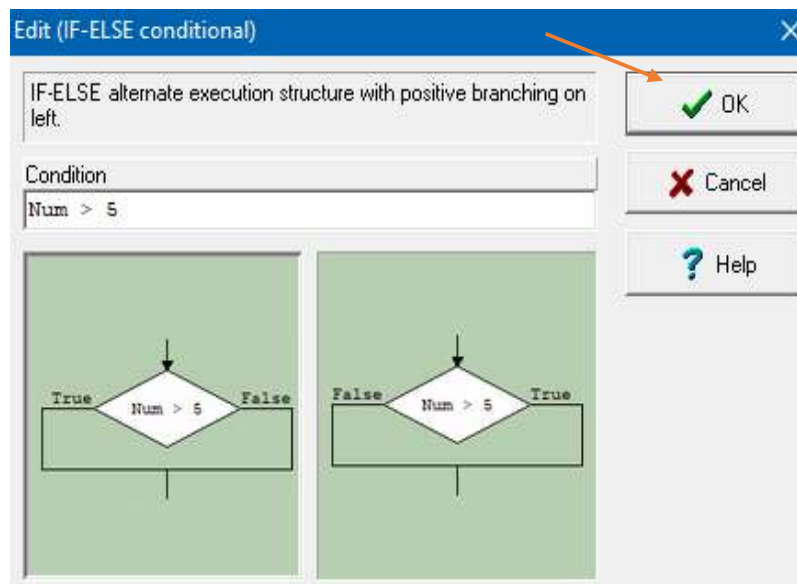 Edit (IF-ELSE conditional)
IF-ELSE alternate execution structure with positive branching on
left.
OK
Condition
Cancel
Num > 5
Help
True
Num > 5
False
False
Num > 5
True